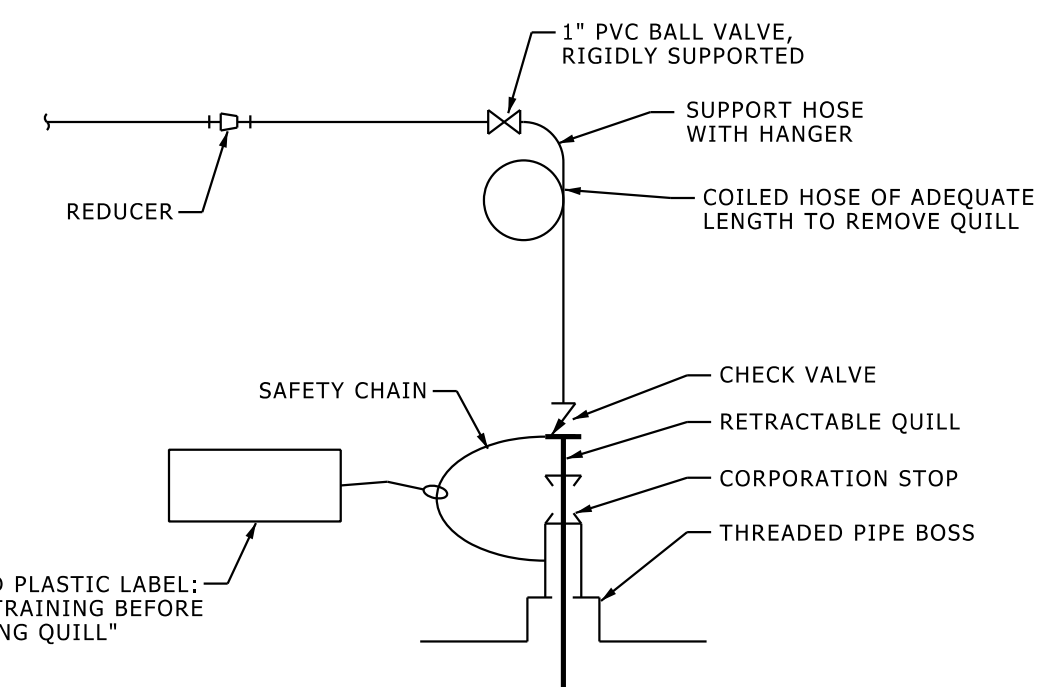 1" PVC BALL VALVE,
RIGIDLY SUPPORTED
SUPPORT HOSE
WITH HANGER
REDUCER
COILED HOSE OF ADEQUATE
LENGTH TO REMOVE QUILL
SAFETY CHAIN
CHECK VALVE
RETRACTABLE QUILL
CORPORATION STOP
THREADED PIPE BOSS
PLASTIC LABEL:
TRAINING BEFORE
QUILL"